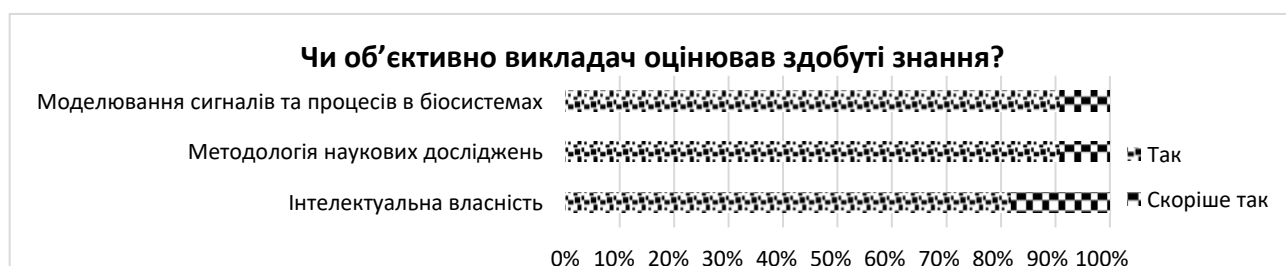 Чи об’єктивно викладач оцінював здобуті знання?
Моделювання сигналів та процесів в біосистемах
Методологія наукових досліджень
Інтелектуальна власність
Так
Скоріше так
0% 10% 20% 30% 40% 50% 60% 70% 80% 90% 100%